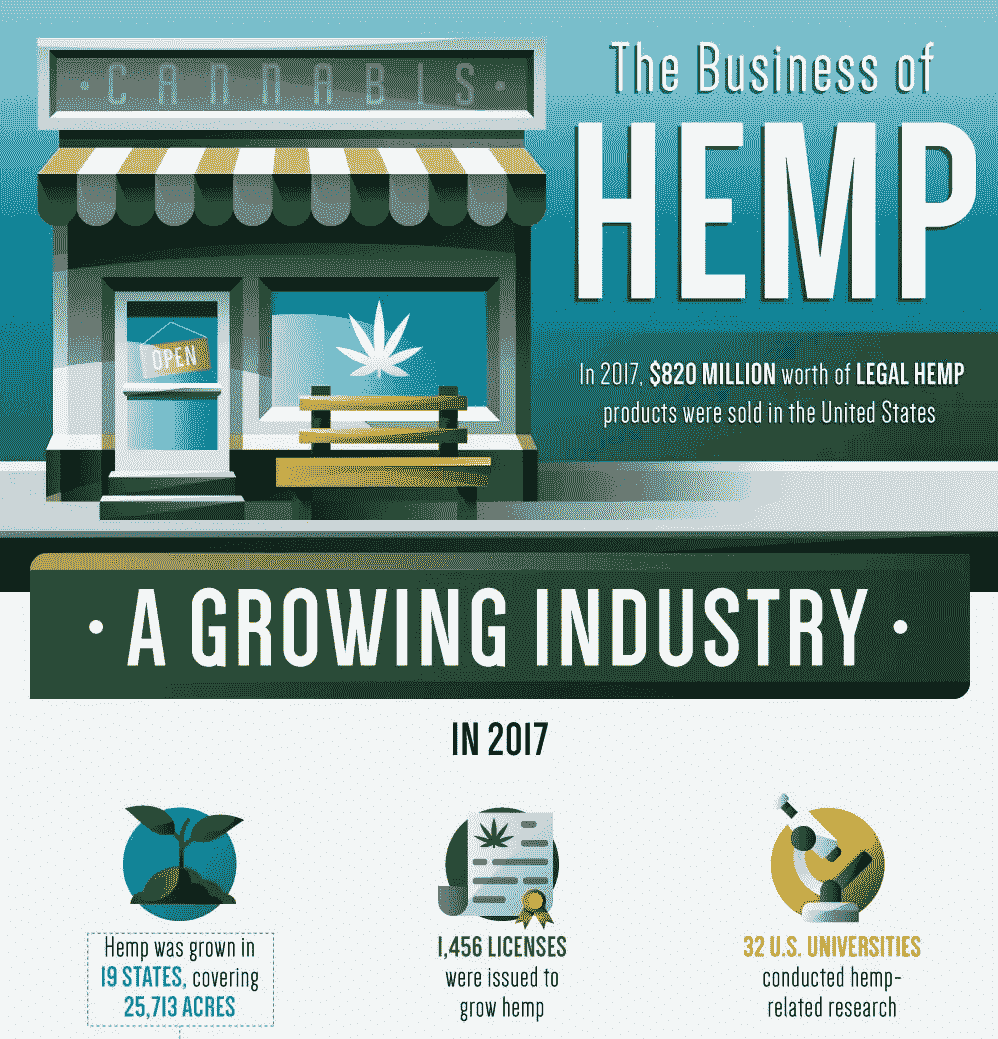 CANNABIS
The Business of
HEMP
OPEN
In 2017, $820 MILLION worth of LEGAL HEMP
products were sold in the United States
• A GROWING INDUSTRY •
IN 2017
Hemp was grown in
19 STATES, covering
25,713 ACRES
1,456 LICENSES
were issued to
grow hemp
32 U.S. UNIVERSITIES
conducted hemp-
related research